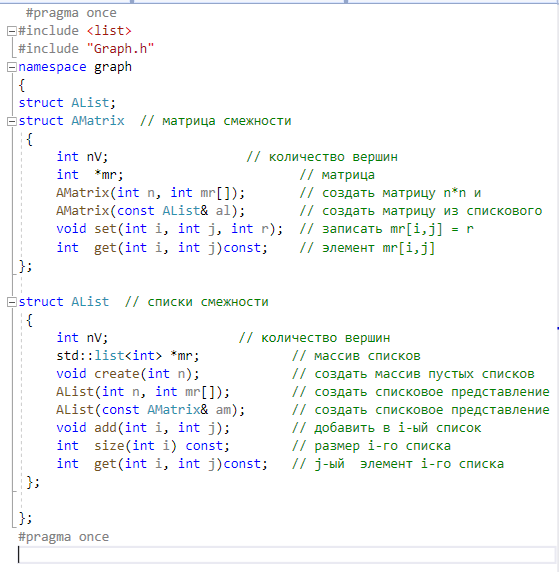 #pragma once
#include <list>
#include "Graph.h"
namespace graph
{
struct AList;
struct AMatrix  // матрица смежности
 {
     int nV;                 // количество вершин
     int  *mr;                      // матрица
     AMatrix(int n, int mr[]);       // создать матрицу n*n и
     AMatrix(const AList& al);       // создать матрицу из спискового
     void set(int i, int j, int r);  // записать mr[i,j] = r
     int  get(int i, int j)const;    // элемент mr[i,j]
};
struct AList  // списки смежности
 {
     int nV;                // количество вершин
     std::list<int> *mr;            // массив списков
     void create(int n);            // создать массив пустых списков
     AList(int n, int mr[]);        // создать списковое представление
     AList(const AMatrix& am);      // создать списковое представление
     void add(int i, int j);        // добавить в i-ый список
     int  size(int i) const;        // размер i-го списка
     int  get(int i, int j)const;   // j-ый  элемент i-го списка
 };
};
#pragma once